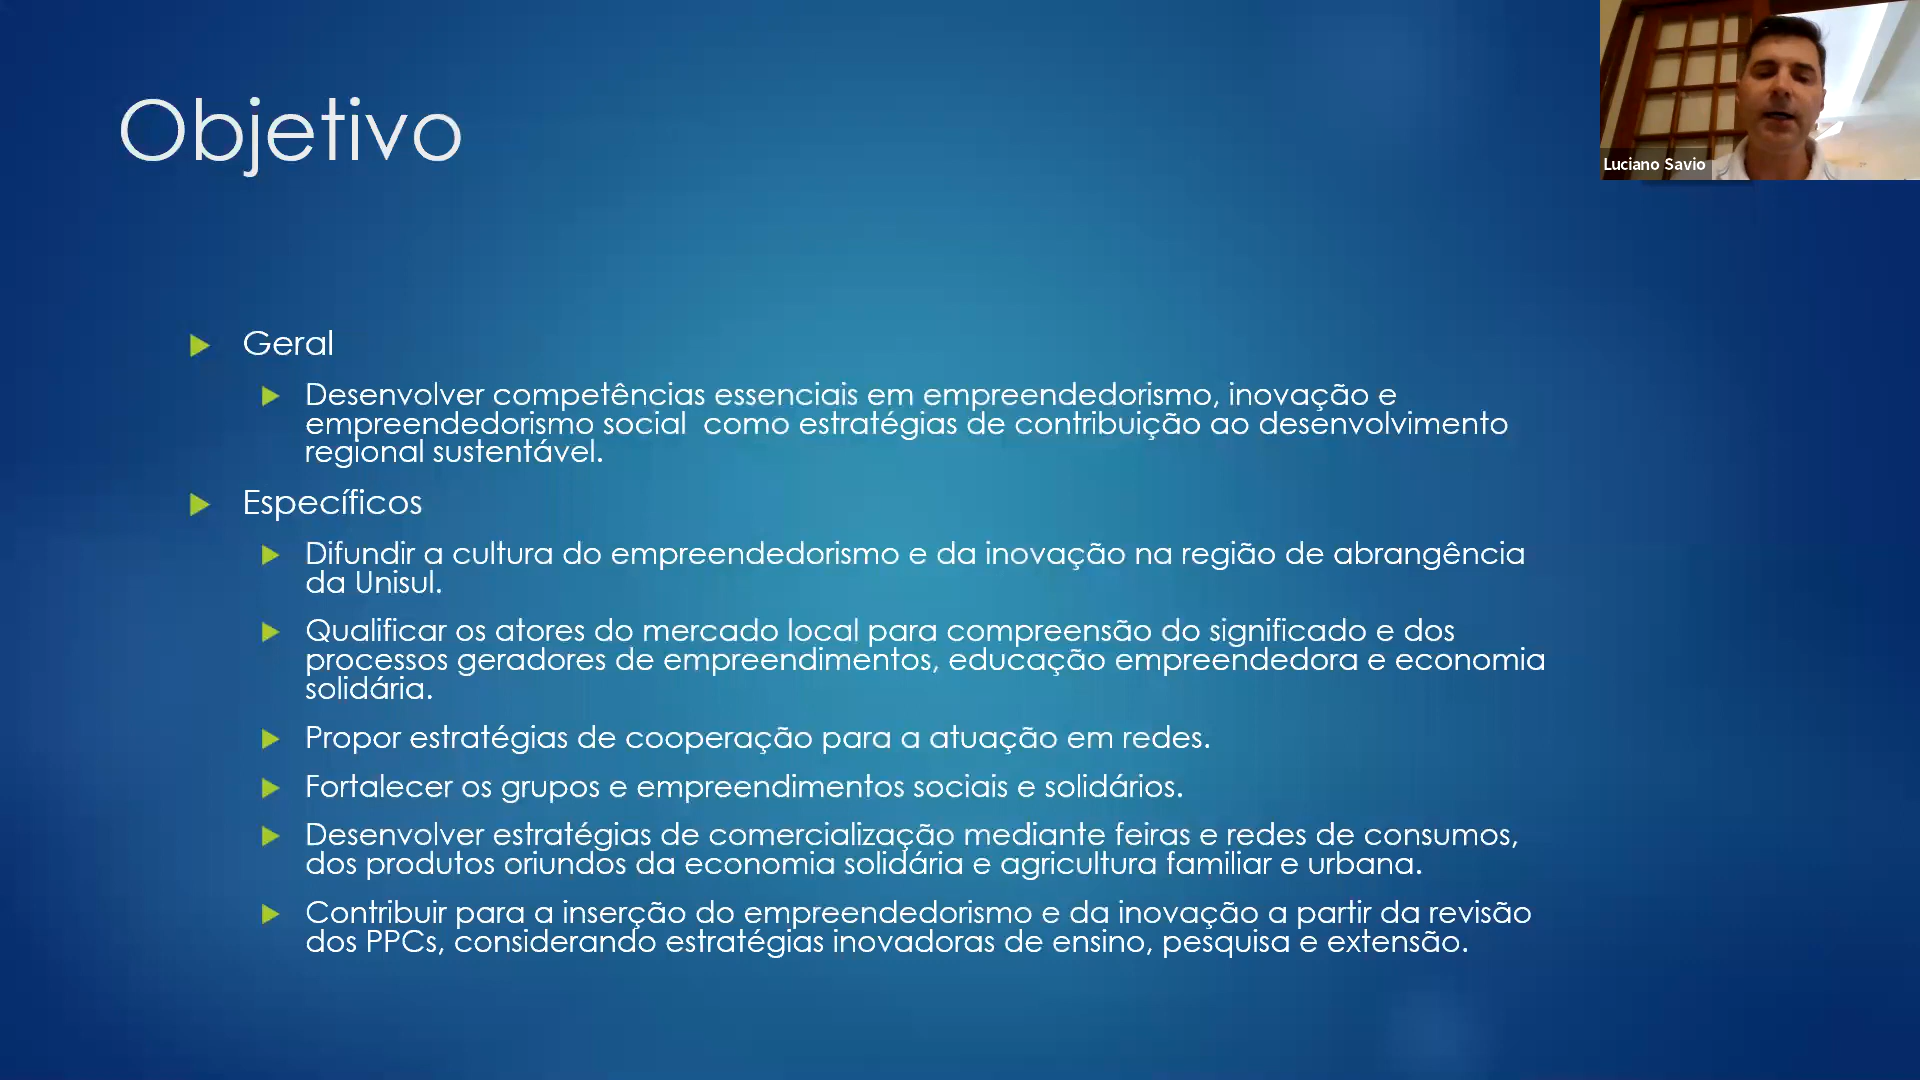 Objetivo
Luciano Savio
Geral
Desenvolver competências essenciais em empreendedorismo, inovação e
empreendedorismo social  como estratégias de contribuição ao desenvolvimento
regional sustentável.
Específicos
Difundir a cultura do empreendedorismo e da inovação na região de abrangência
da Unisul.
Qualificar os atores do mercado local para compreensão do significado e dos
processos geradores de empreendimentos, educação empreendedora e economia
solidária.
Propor estratégias de cooperação para a atuação em redes.
Fortalecer os grupos e empreendimentos sociais e solidários.
Desenvolver estratégias de comercialização mediante feiras e redes de consumos,
dos produtos oriundos da economia solidária e agricultura familiar e urbana.
Contribuir para a inserção do empreendedorismo e da inovação a partir da revisão
dos PPCs, considerando estratégias inovadoras de ensino, pesquisa e extensão.